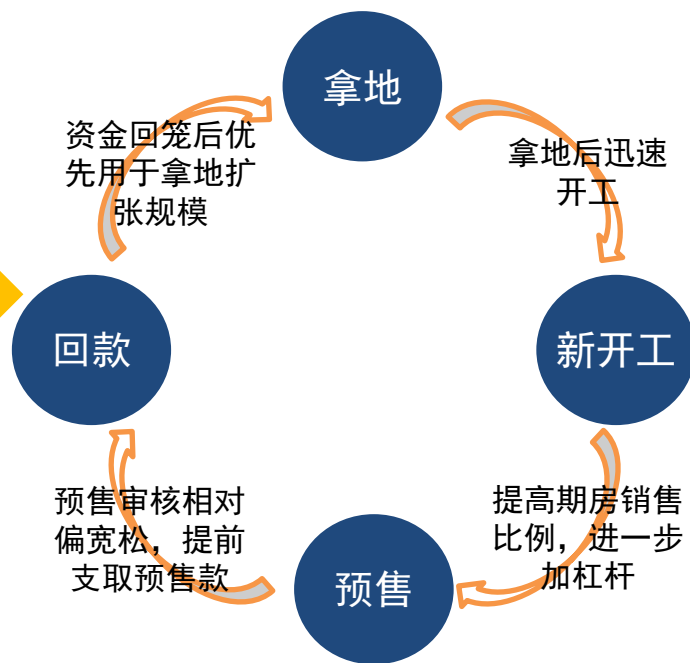 拿地
资金回笼后优
先用于拿地扩
张规模
拿地后迅速
开工
回款
新开工
预售审核相对
偏宽松，提前
支取预售款
提高期房销售
比例，进一步
加杠杆
预售